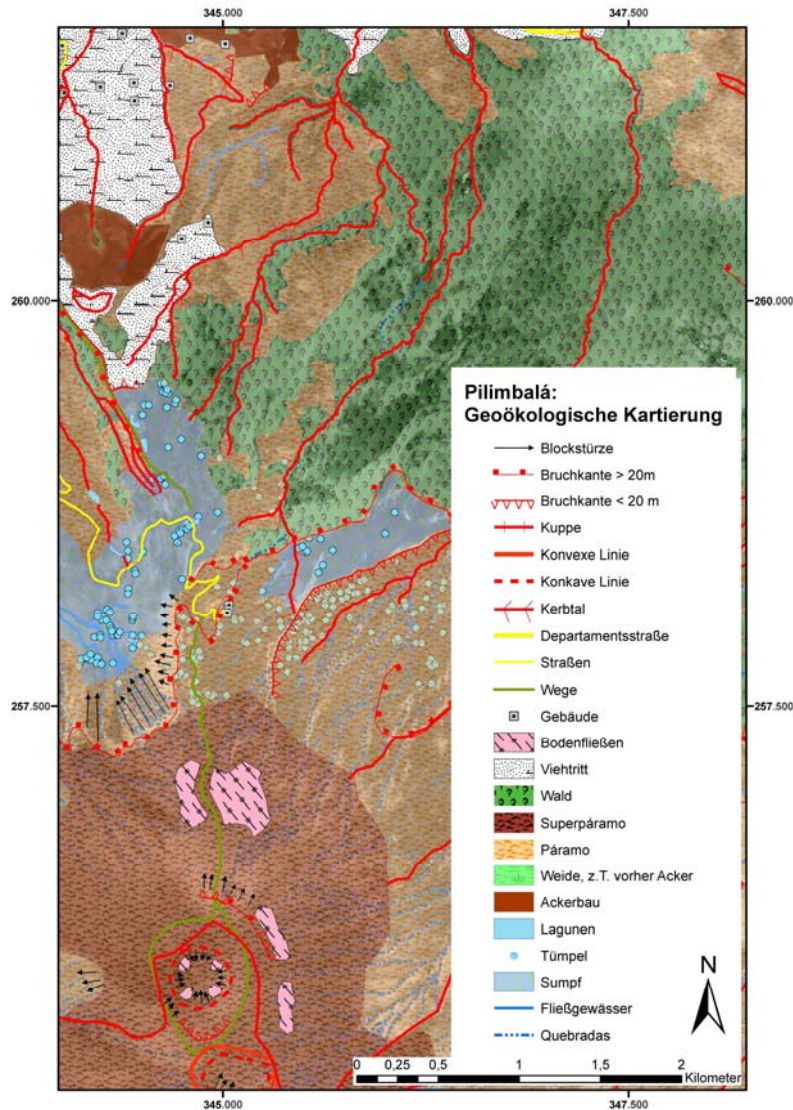 345.000
347.500
260.000
260.000
Pilimbalá:
Geoökologische Kartierung
Blockstürze
Bruchkante > 20m
Bruchkante < 20 m
Kuppe
Konvexe Linie
Konkave Linie
Kerbtal
Departamentsstraße
Straßen
Wege
Gebäude
Bodenfließen
Viehtritt
Wald
Superpáramo
Páramo
Weide, z.T. vorher Acker
Ackerbau
Lagunen
Tümpel
Sumpf
Fließgewässer
Quebradas
257.500
257.500
N
0 0,25 0,5 1 1,5 2
Kilometer
345.000
347.500